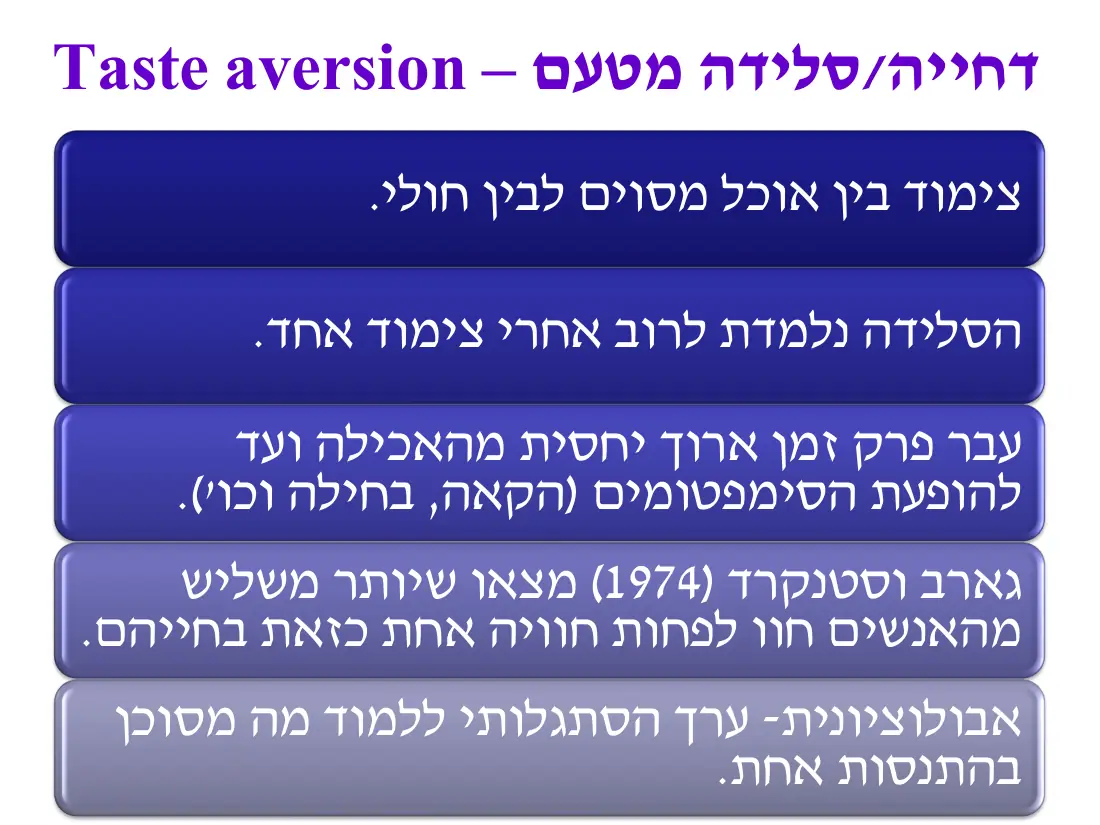 דחייה/סלידה מטעם – Taste aversion
צימוד בין אוכל מסוים לבין חולי.
הסלידה נלמדת לרוב אחרי צימוד אחד.
עבר פרק זמן ארוך יחסית מהאכילה ועד
להופעת הסימפטומים (הקאה, בחילה וכו').
גארב וסטנקרד (1974) מצאו שיותר משליש
מהאנשים חוו לפחות חוויה אחת כזאת בחייהם.
אבולוציונית- ערך הסתגלותי ללמוד מה מסוכן
בהתנסות אחת.